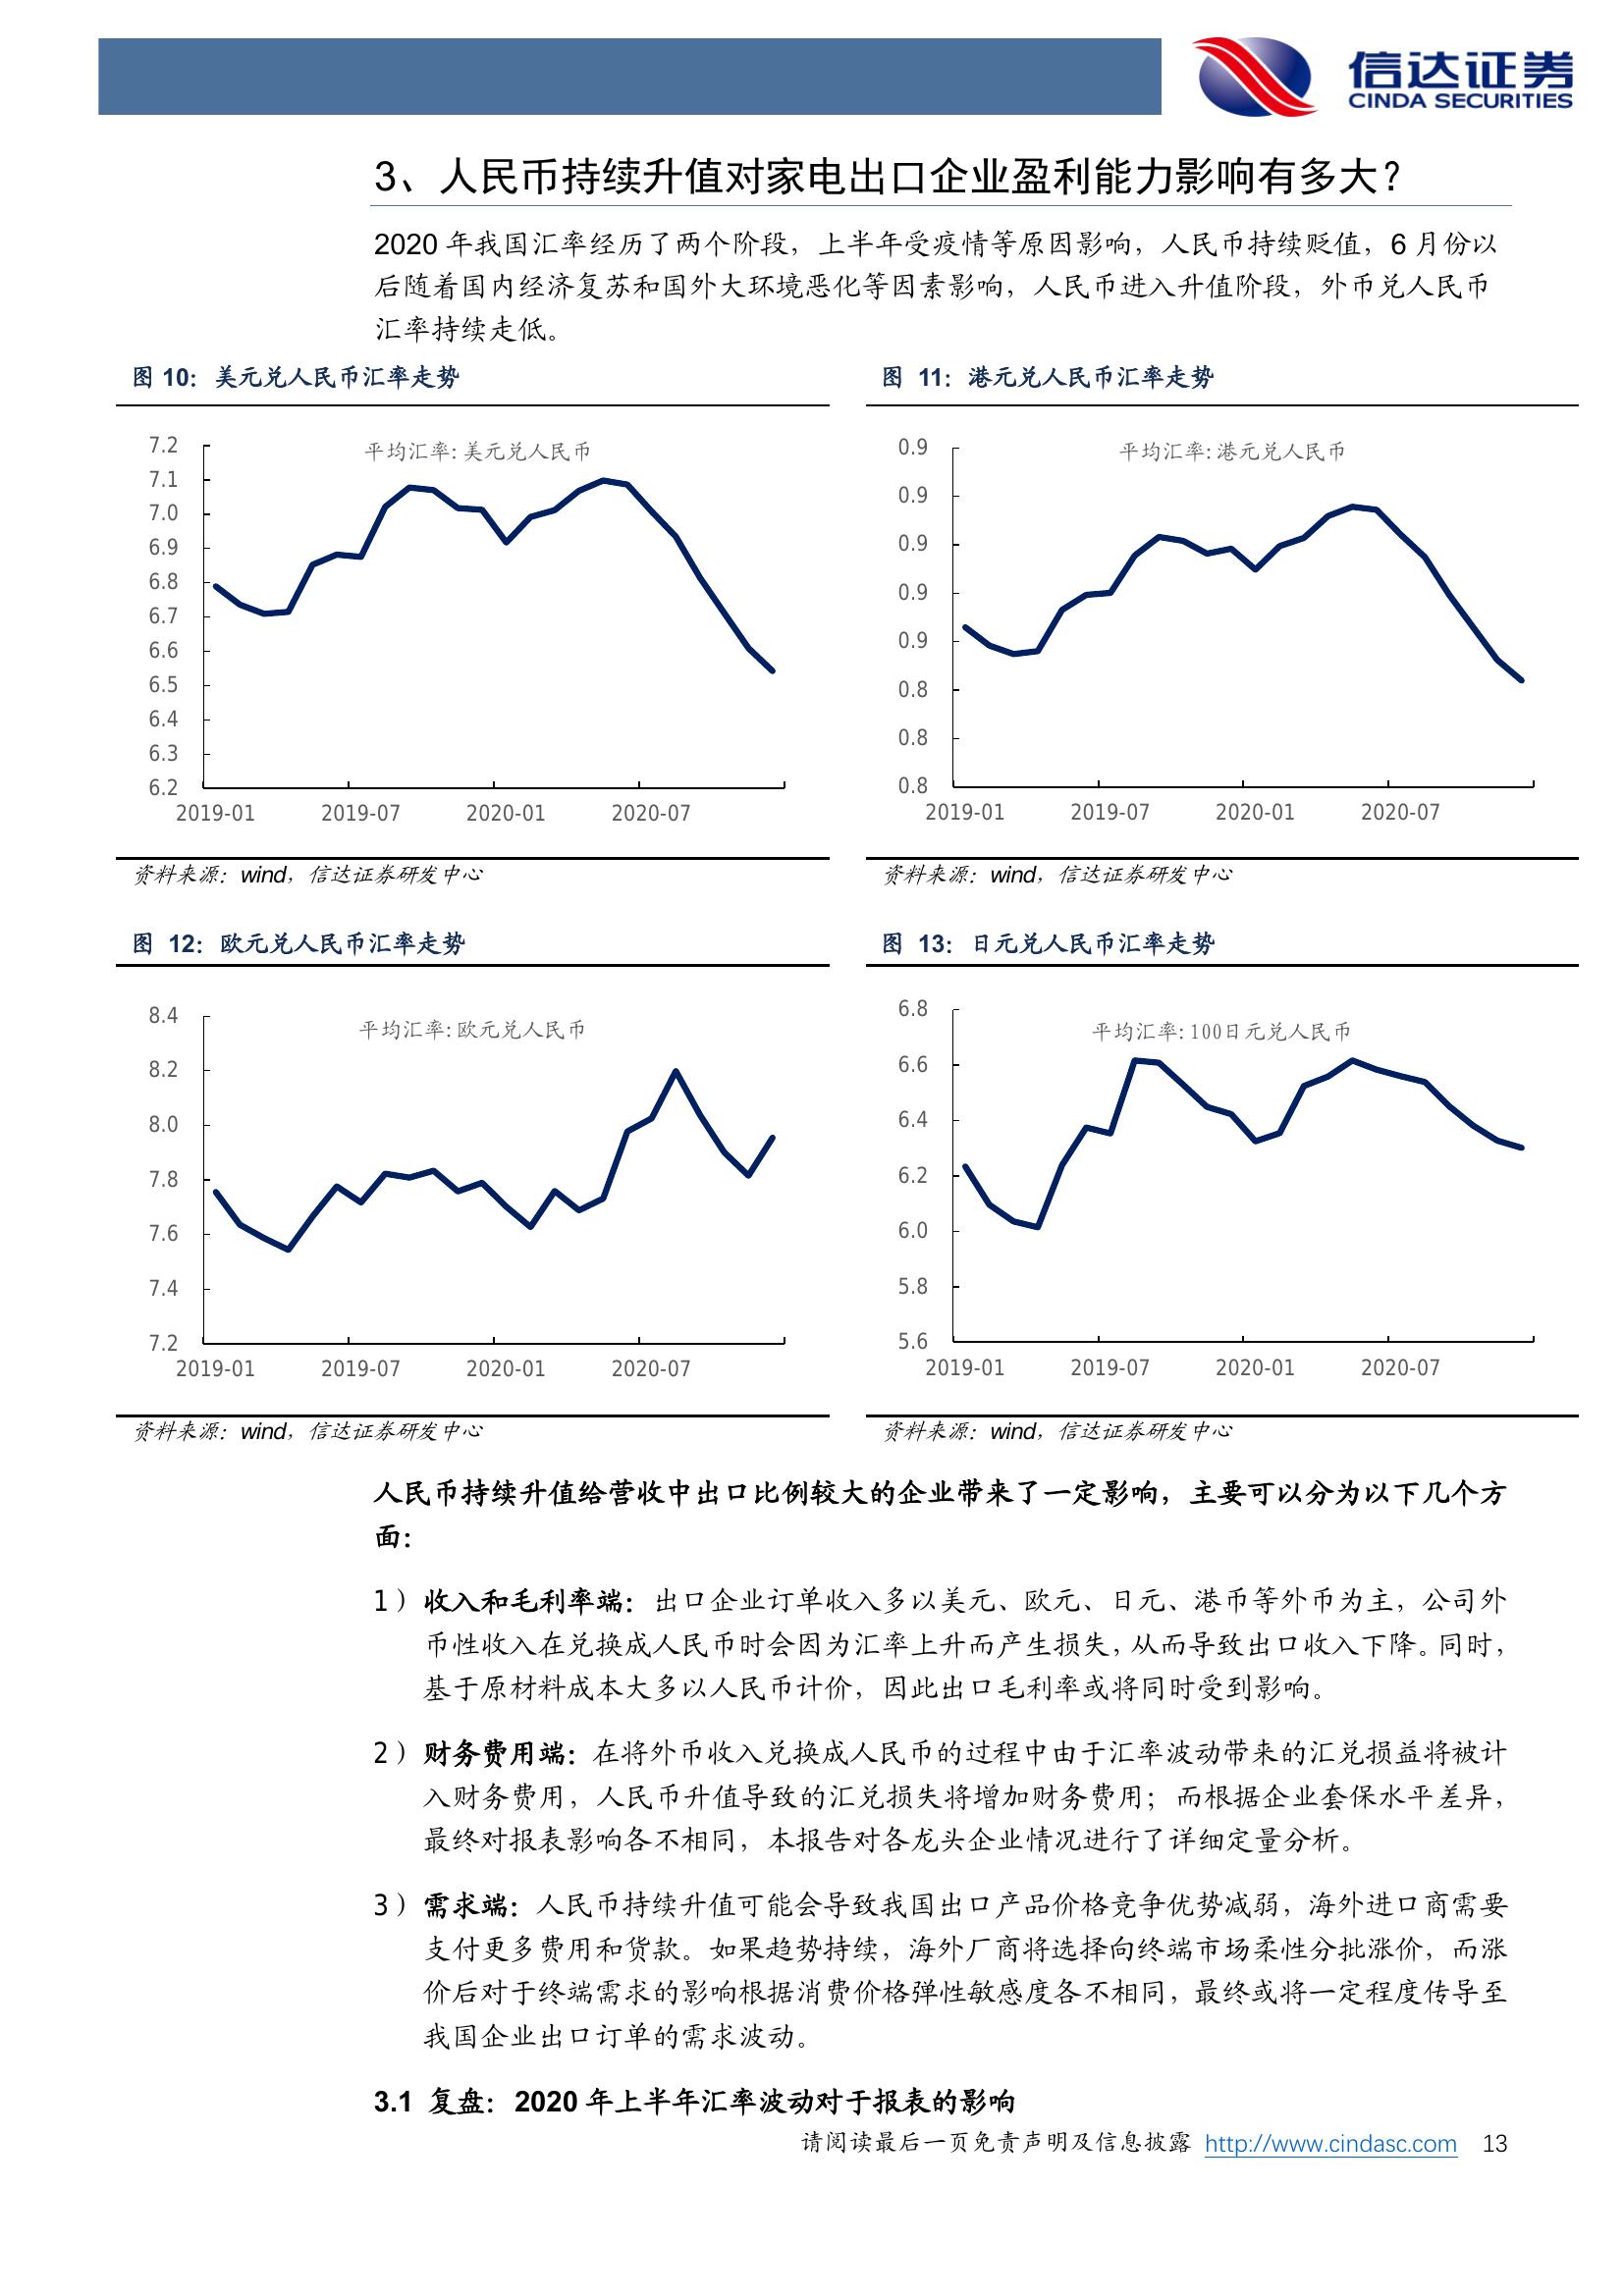 信达证券
CINDA SECURITIES
3、人民币持续升值对家电出口企业盈利能力影响有多大？
2020 年我国汇率经历了两个阶段，上半年受疫情等原因影响，人民币持续贬值，6 月份以
后随着国内经济复苏和国外大环境恶化等因素影响，人民币进入升值阶段，外币兑人民币
汇率持续走低。
图 10：美元兑人民币汇率走势
平均汇率:美元兑人民币
7.2
7.1
7.0
6.9
6.8
6.7
6.6
6.5
6.4
6.3
6.2
2019-01 2019-07 2020-01 2020-07
资料来源：wind，信达证券研发中心
图 11：港元兑人民币汇率走势
平均汇率:港元兑人民币
0.9
0.9
0.9
0.9
0.9
0.8
0.8
0.8
2019-01 2019-07 2020-01 2020-07
资料来源：wind，信达证券研发中心
图 12：欧元兑人民币汇率走势
平均汇率:欧元兑人民币
8.4
8.2
8.0
7.8
7.6
7.4
7.2
2019-01 2019-07 2020-01 2020-07
资料来源：wind，信达证券研发中心
图 13：日元兑人民币汇率走势
平均汇率:100日元兑人民币
6.8
6.6
6.4
6.2
6.0
5.8
5.6
2019-01 2019-07 2020-01 2020-07
资料来源：wind，信达证券研发中心
人民币持续升值给营收中出口比例较大的企业带来了一定影响，主要可以分为以下几个方
面：
1）收入和毛利率端：出口企业订单收入多以美元、欧元、日元、港币等外币为主，公司外
币性收入在兑换成人民币时会因为汇率上升而产生损失，从而导致出口收入下降。同时，
基于原材料成本大多以人民币计价，因此出口毛利率或将同时受到影响。
2）财务费用端：在将外币收入兑换成人民币的过程中由于汇率波动带来的汇兑损益将被计
入财务费用，人民币升值导致的汇兑损失将增加财务费用；而根据企业套保水平差异，
最终对报表影响各不相同，本报告对各龙头企业情况进行了详细定量分析。
3）需求端：人民币持续升值可能会导致我国出口产品价格竞争优势减弱，海外进口商需要
支付更多费用和货款。如果趋势持续，海外厂商将选择向终端市场柔性分批涨价，而涨
价后对于终端需求的影响根据消费价格弹性敏感度各不相同，最终或将一定程度传导至
我国企业出口订单的需求波动。
3.1 复盘：2020 年上半年汇率波动对于报表的影响
请阅读最后一页免责声明及信息披露 http://www.cindasc.com 13